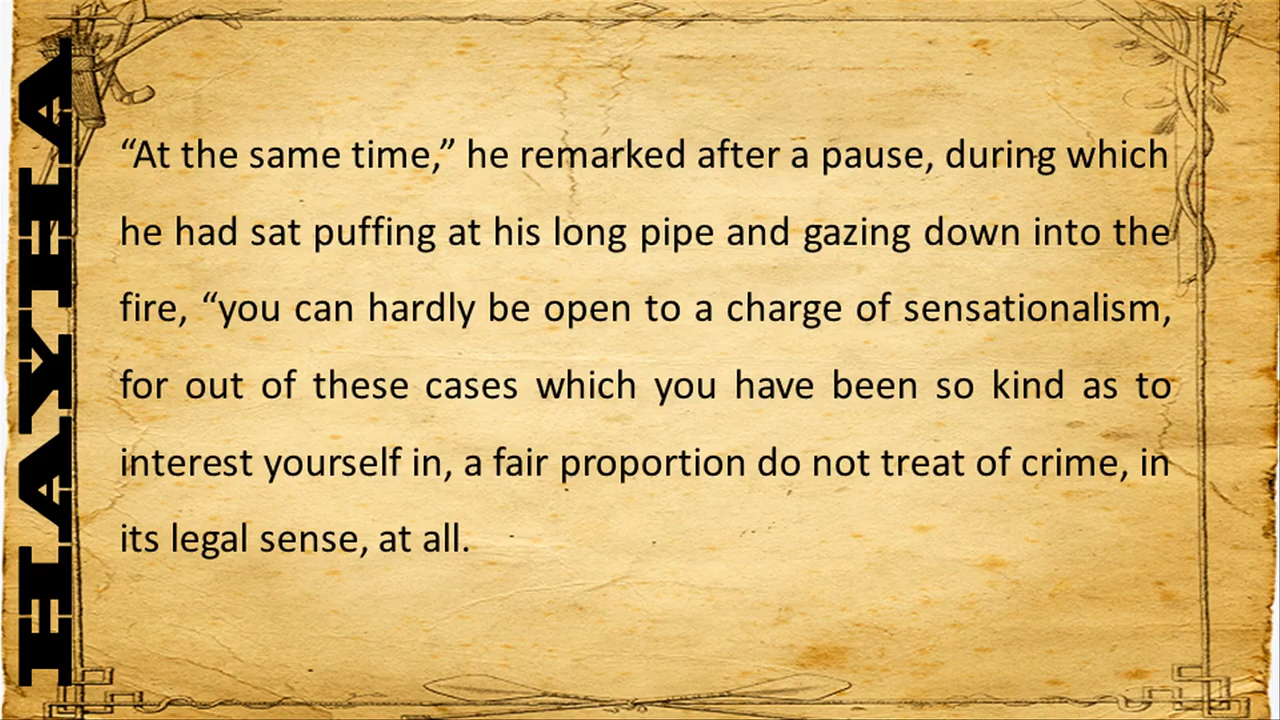 HAYHA
“At the same time,” he remarked after a pause, during which
he had sat puffing at his long pipe and gazing down into the
fire, “you can hardly be open to a charge of sensationalism,
for out of these cases which you have been so kind as to
interest yourself in, a fair proportion do not treat of crime, in
its legal sense, at all.